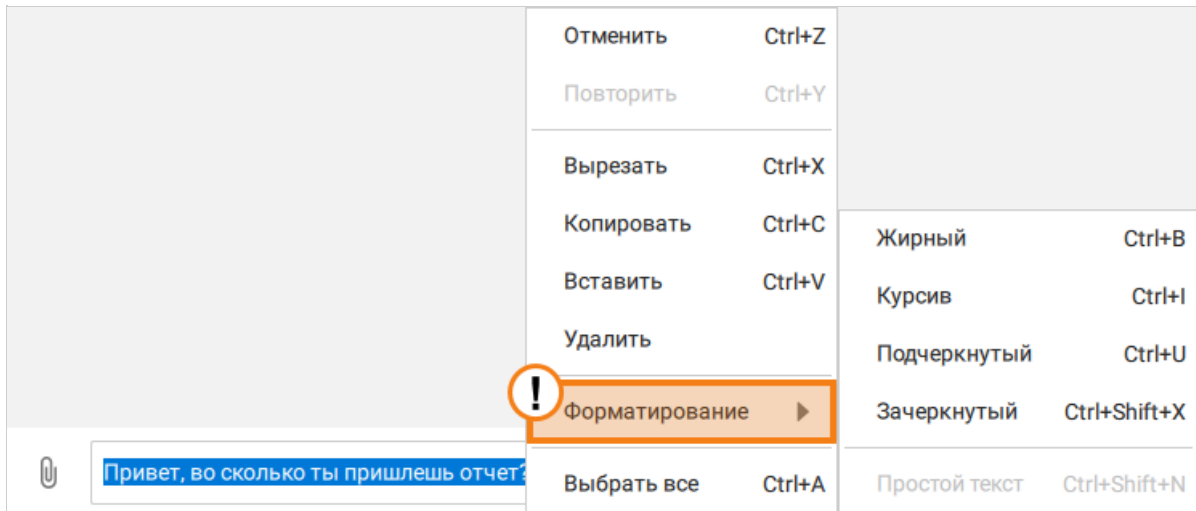 Отменить Ctrl+Z
Повторить Ctrl+Y
Вырезать Ctrl+X
Копировать Ctrl+C
Вставить Ctrl+V
Удалить
! Форматирование
Выбрать все Ctrl+A
Жирный Ctrl+B
Курсив Ctrl+I
Подчеркнутый Ctrl+U
Зачеркнутый Ctrl+Shift+X
Простой текст Ctrl+Shift+N
Привет, во сколько ты пришлешь отчет?